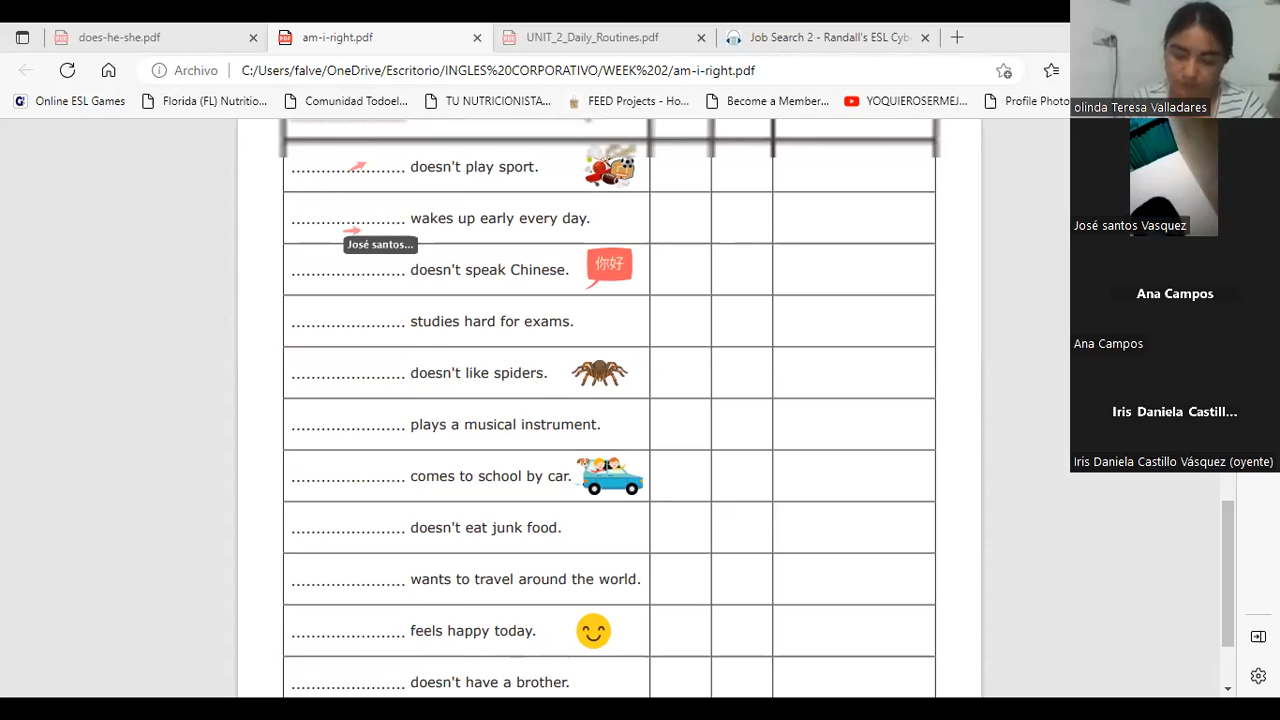 does-he-she.pdf
am-i-right.pdf
UNIT_2_Daily_Routines.pdf
Job Search 2 - Randall's ESL Cyb
Archivo C:/Users/falve/OneDrive/Escritorio/INGLES%20CORPORATIVO/WEEK%202/am-i-right.pdf
Online ESL Games
Florida (FL) Nutritio...
Comunidad Todoel...
TU NUTRICIONISTA...
FEED Projects - Ho...
Become a Member...
YOQUIEROSERMEJ...
Profile Photo
....................... doesn't play sport.
....................... wakes up early every day.
José santos...
....................... doesn't speak Chinese. 你好
....................... studies hard for exams.
....................... doesn't like spiders.
....................... plays a musical instrument.
....................... comes to school by car.
....................... doesn't eat junk food.
....................... wants to travel around the world.
....................... feels happy today.
....................... doesn't have a brother.
olinda Teresa Valladares
José santos Vasquez
Ana Campos
Ana Campos
Iris Daniela Castill...
Iris Daniela Castillo Vásquez (oyente)